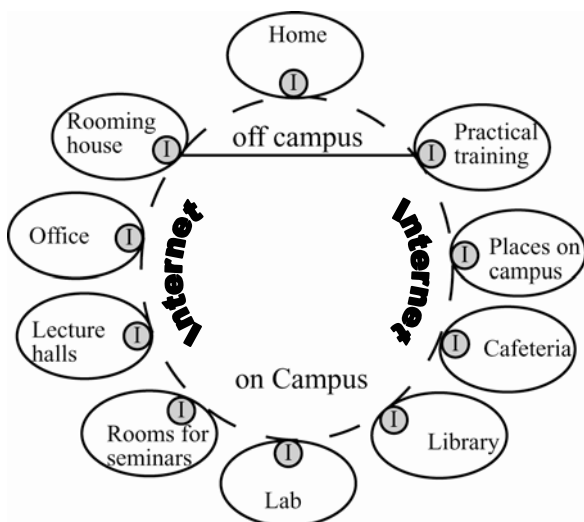 Home
I
Rooming
house
I
off campus
Practical
training
I
Office
I
Internet
Internet
Places on
campus
I
Lecture
halls
I
Cafeteria
I
on Campus
Rooms for
seminars
I
Library
I
Lab
I